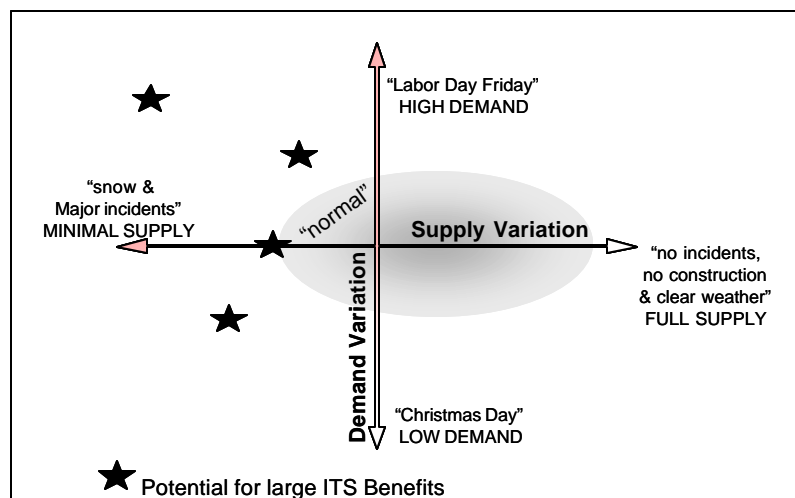 “Labor Day Friday”
HIGH DEMAND
“snow &
Major incidents”
MINIMAL SUPPLY
“normal”
Supply Variation
“no incidents,
no construction
& clear weather”
FULL SUPPLY
Demand Variation
“Christmas Day”
LOW DEMAND
Potential for large ITS Benefits